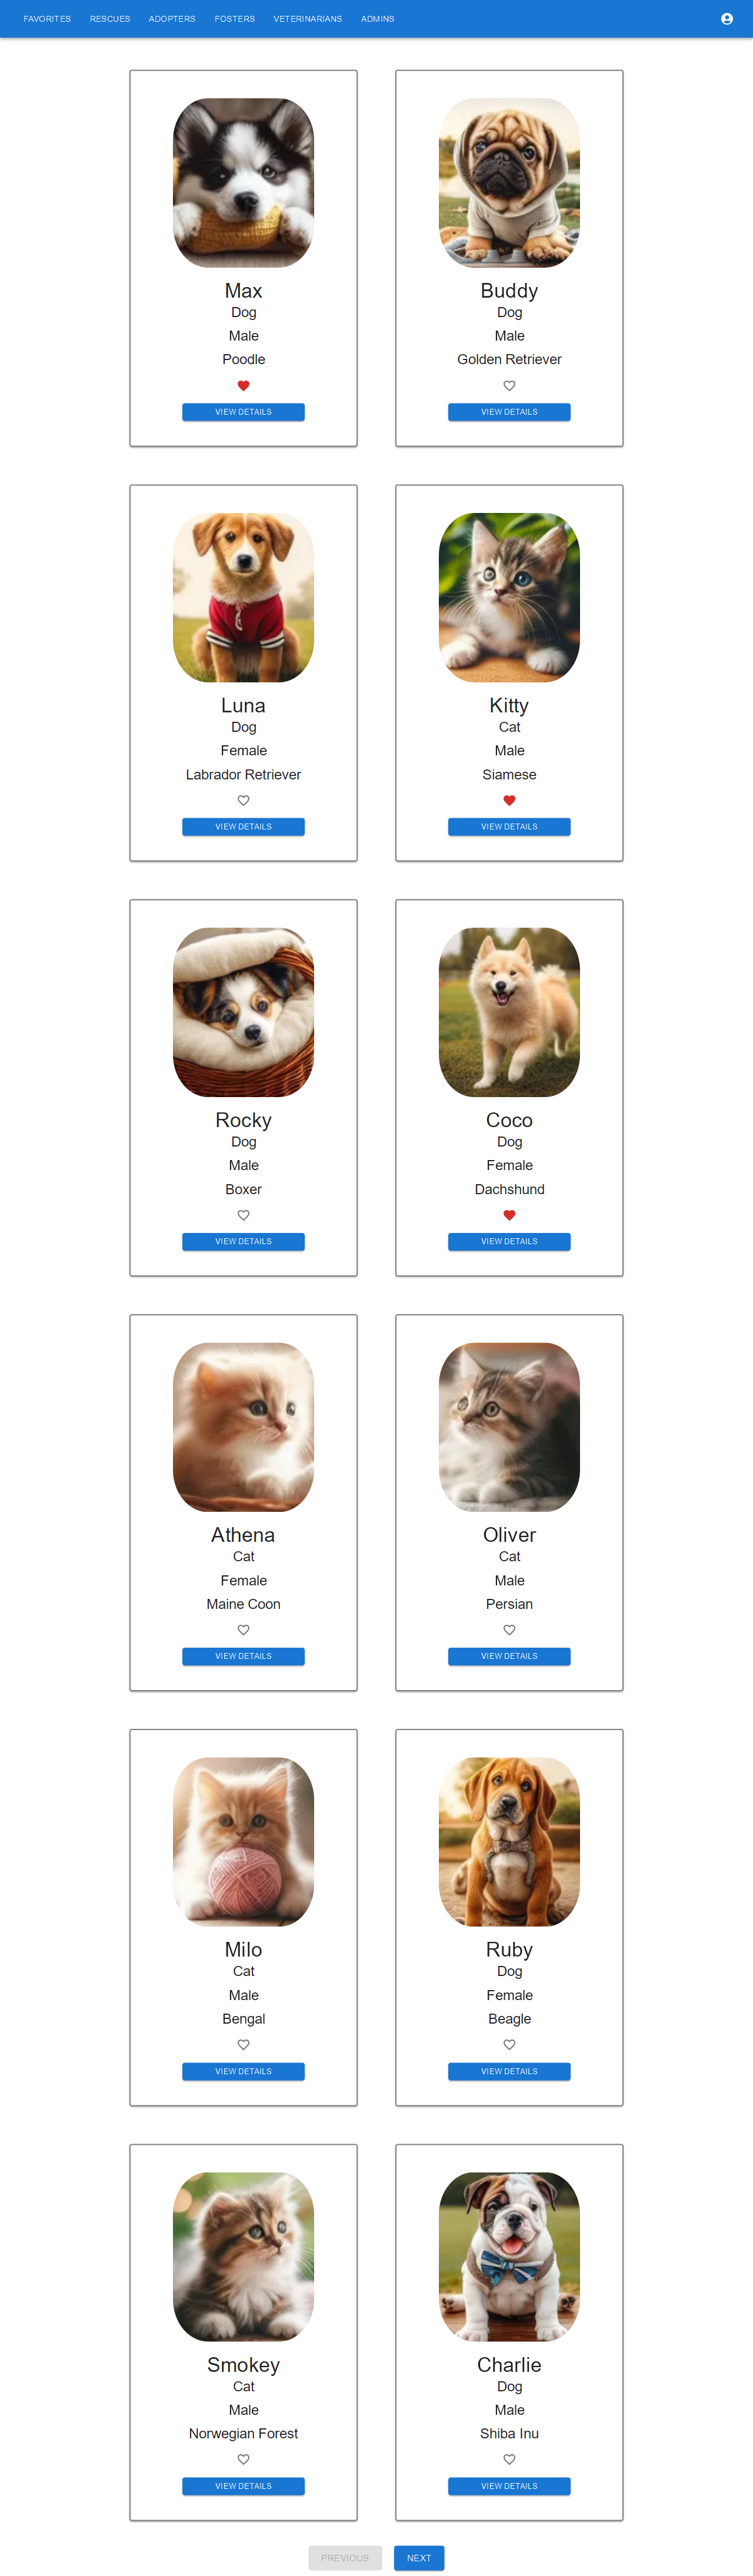 FAVORITES RESCUES ADOPTERS FOSTERS VETERINARIANS ADMINS
Max
Dog
Male
Poodle
VIEW DETAILS
Buddy
Dog
Male
Golden Retriever
VIEW DETAILS
Luna
Dog
Female
Labrador Retriever
VIEW DETAILS
Kitty
Cat
Male
Siamese
VIEW DETAILS
Rocky
Dog
Male
Boxer
VIEW DETAILS
Coco
Dog
Female
Dachshund
VIEW DETAILS
Athena
Cat
Female
Maine Coon
VIEW DETAILS
Oliver
Cat
Male
Persian
VIEW DETAILS
Milo
Cat
Male
Bengal
VIEW DETAILS
Ruby
Dog
Female
Beagle
VIEW DETAILS
Smokey
Cat
Male
Norwegian Forest
VIEW DETAILS
Charlie
Dog
Male
Shiba Inu
VIEW DETAILS
PREVIOUS NEXT